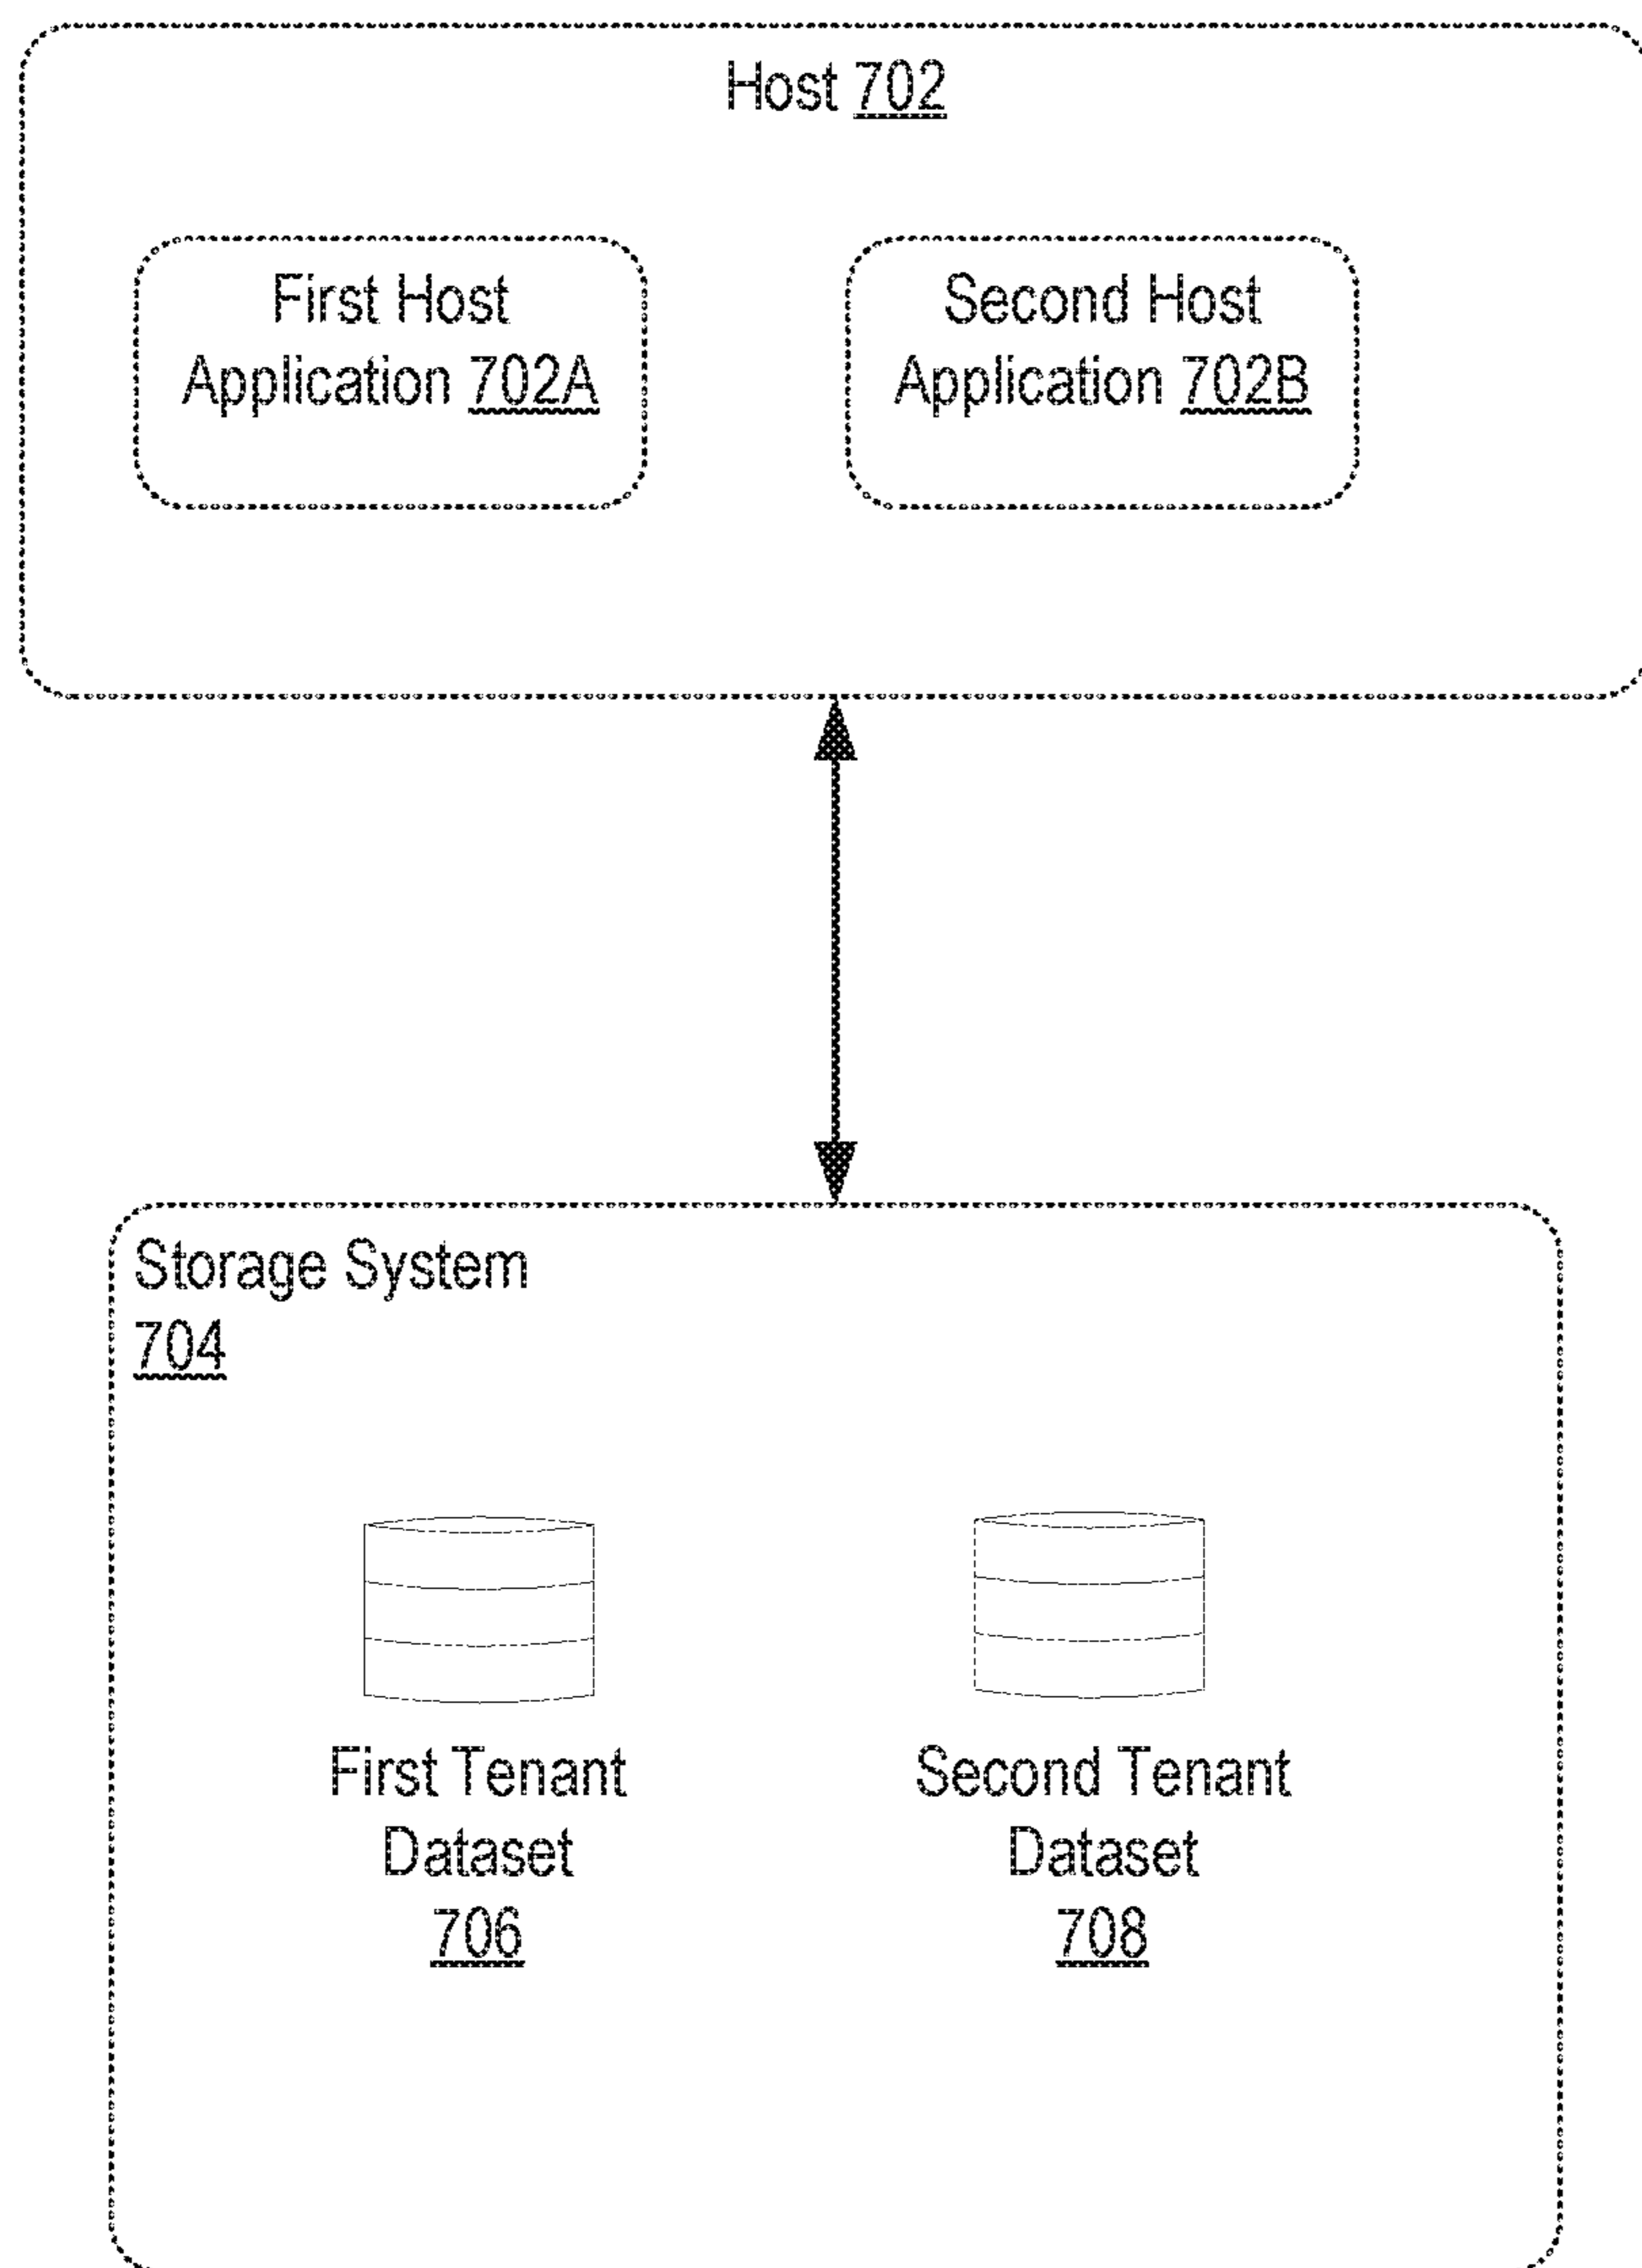 Host 702
First Host
Application 702A
Second Host
Application 702B
Storage System
704
First Tenant
Dataset
706
Second Tenant
Dataset
708